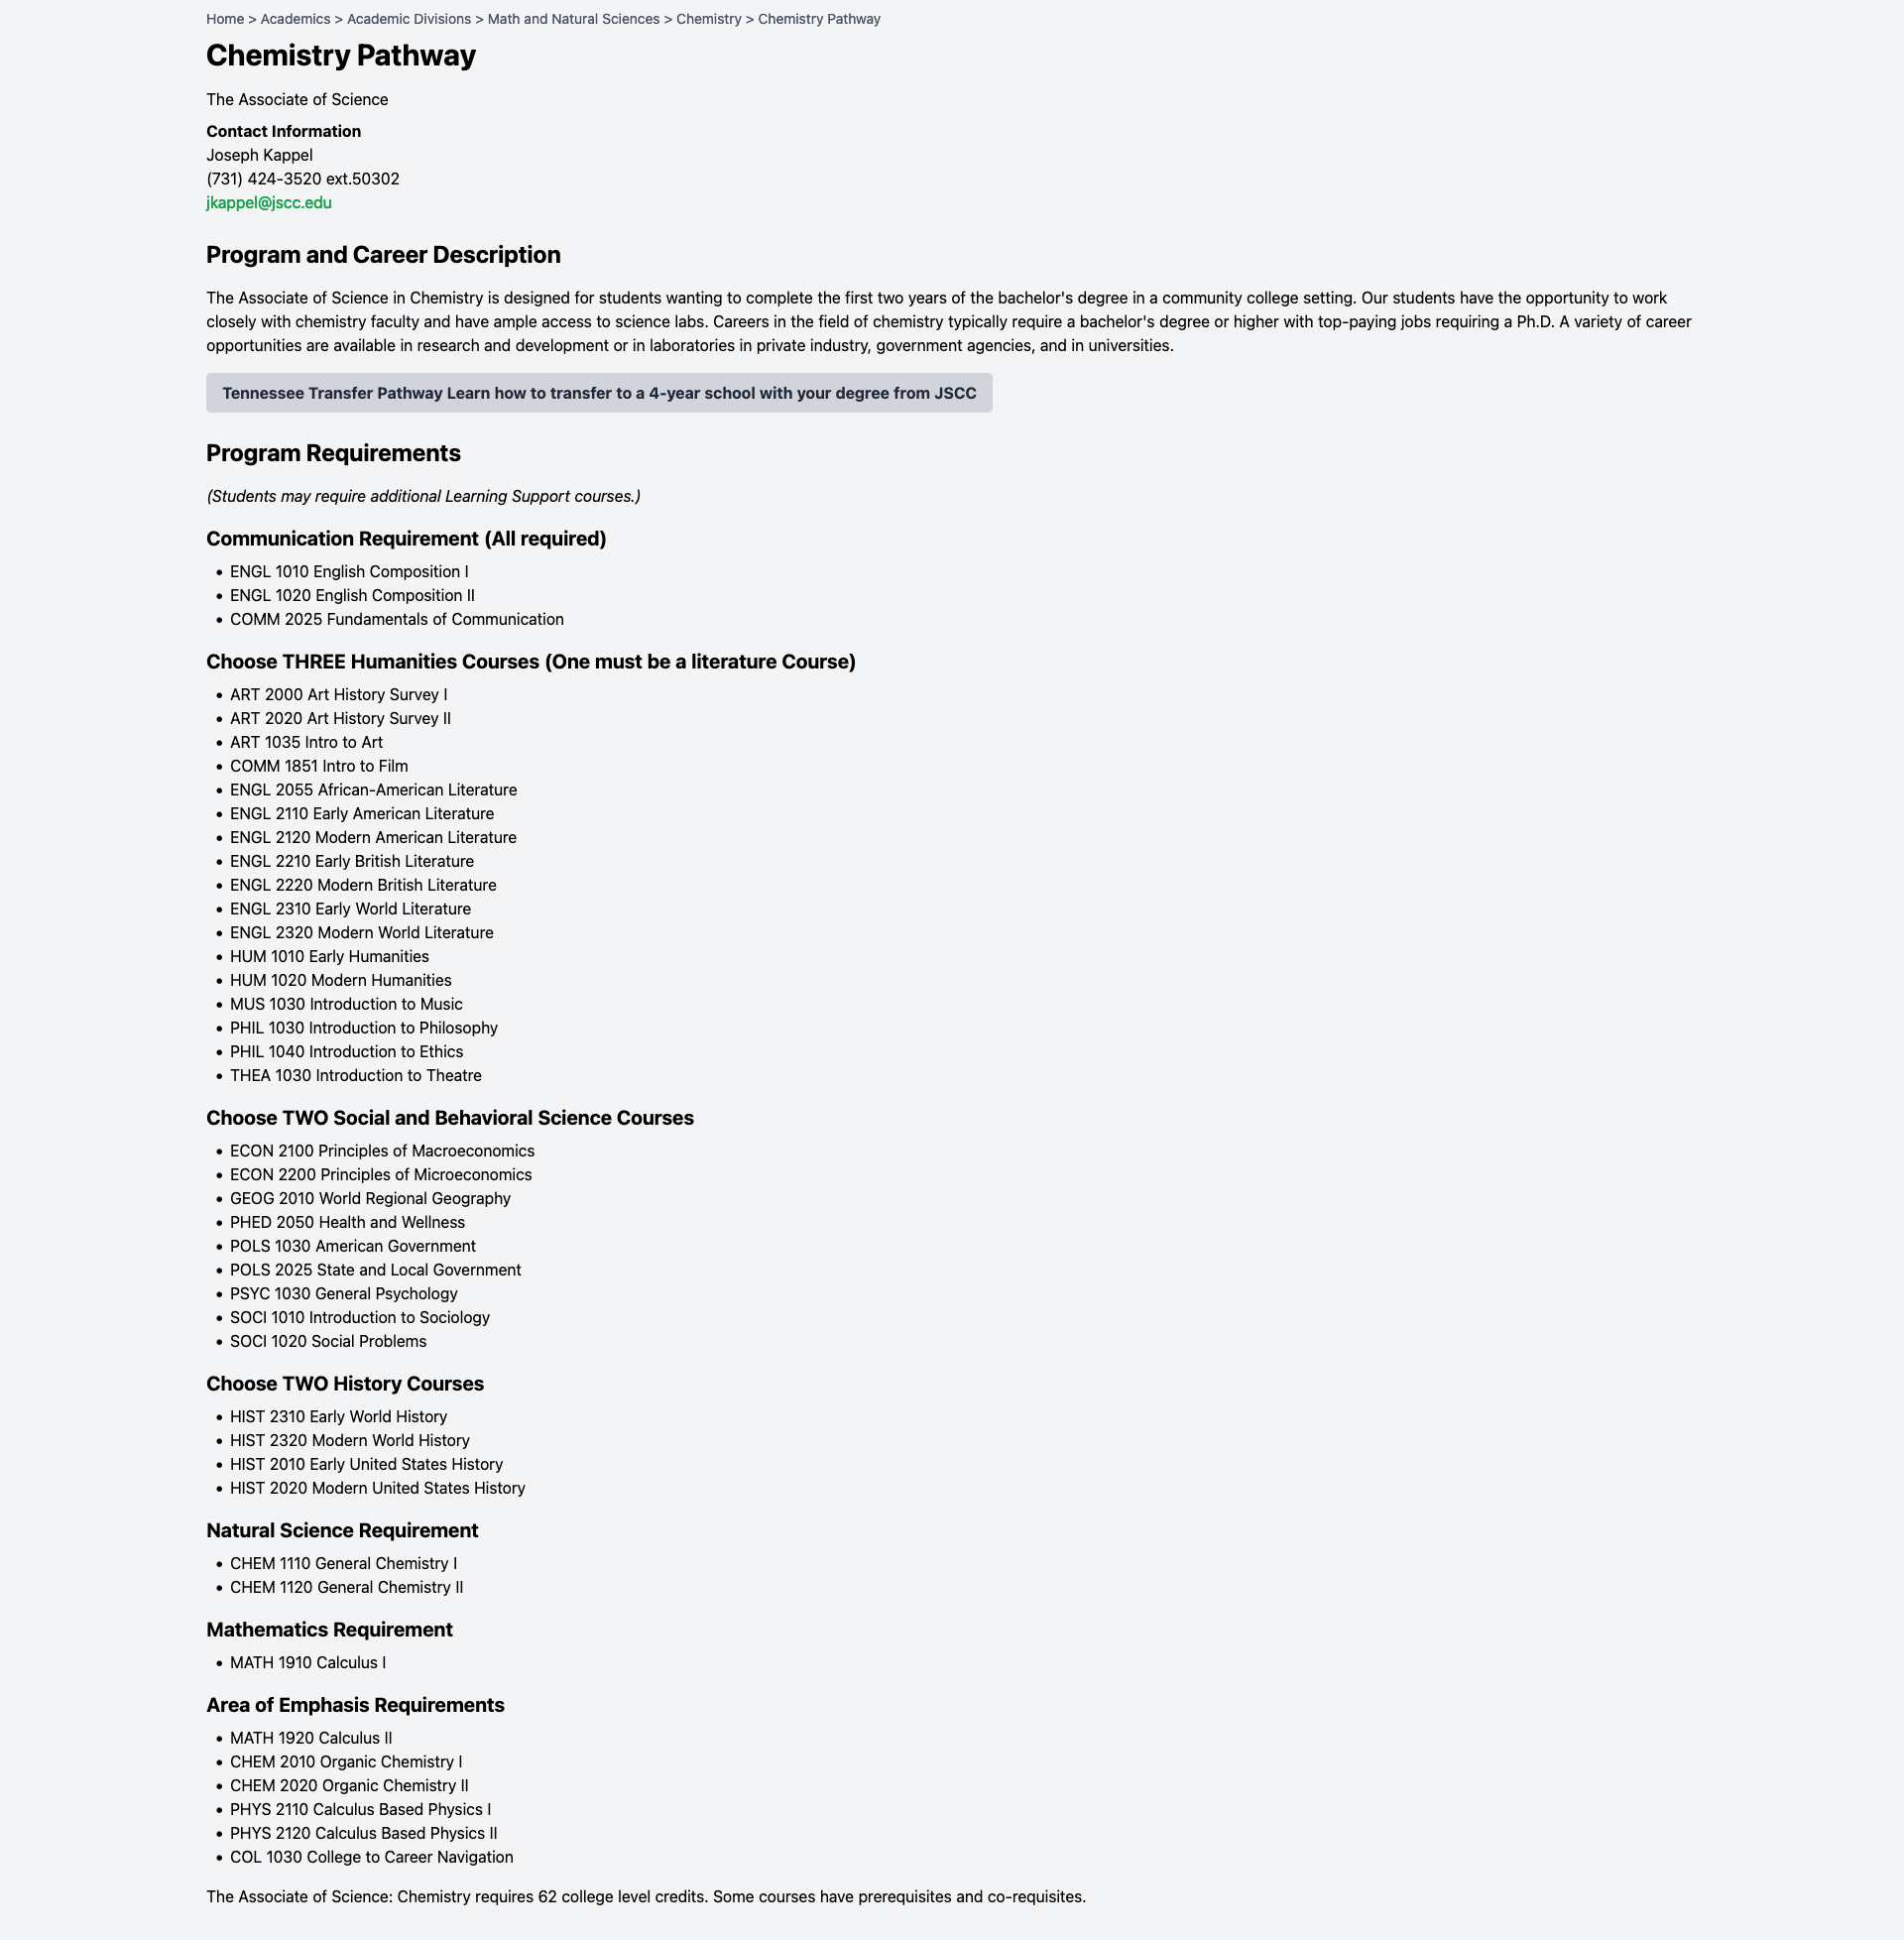 Home > Academics > Academic Divisions > Math and Natural Sciences > Chemistry > Chemistry Pathway
Chemistry Pathway
The Associate of Science
Contact Information
Joseph Kappel
(731) 424-3520 ext.50302
jkappel@jscc.edu
Program and Career Description
The Associate of Science in Chemistry is designed for students wanting to complete the first two years of the bachelor's degree in a community college setting. Our students have the opportunity to work
closely with chemistry faculty and have ample access to science labs. Careers in the field of chemistry typically require a bachelor's degree or higher with top-paying jobs requiring a Ph.D. A variety of career
opportunities are available in research and development or in laboratories in private industry, government agencies, and in universities.
Tennessee Transfer Pathway Learn how to transfer to a 4-year school with your degree from JSCC
Program Requirements
(Students may require additional Learning Support courses.)
Communication Requirement (All required)
• ENGL 1010 English Composition I
• ENGL 1020 English Composition II
• COMM 2025 Fundamentals of Communication
Choose THREE Humanities Courses (One must be a literature Course)
• ART 2000 Art History Survey I
• ART 2020 Art History Survey II
• ART 1035 Intro to Art
• COMM 1851 Intro to Film
• ENGL 2055 African-American Literature
• ENGL 2110 Early American Literature
• ENGL 2120 Modern American Literature
• ENGL 2210 Early British Literature
• ENGL 2220 Modern British Literature
• ENGL 2310 Early World Literature
• ENGL 2320 Modern World Literature
• HUM 1010 Early Humanities
• HUM 1020 Modern Humanities
• MUS 1030 Introduction to Music
• PHIL 1030 Introduction to Philosophy
• PHIL 1040 Introduction to Ethics
• THEA 1030 Introduction to Theatre
Choose TWO Social and Behavioral Science Courses
• ECON 2100 Principles of Macroeconomics
• ECON 2200 Principles of Microeconomics
• GEOG 2010 World Regional Geography
• PHED 2050 Health and Wellness
• POLS 1030 American Government
• POLS 2025 State and Local Government
• PSYC 1030 General Psychology
• SOCI 1010 Introduction to Sociology
• SOCI 1020 Social Problems
Choose TWO History Courses
• HIST 2310 Early World History
• HIST 2320 Modern World History
• HIST 2010 Early United States History
• HIST 2020 Modern United States History
Natural Science Requirement
• CHEM 1110 General Chemistry I
• CHEM 1120 General Chemistry II
Mathematics Requirement
• MATH 1910 Calculus I
Area of Emphasis Requirements
• MATH 1920 Calculus II
• CHEM 2010 Organic Chemistry I
• CHEM 2020 Organic Chemistry II
• PHYS 2110 Calculus Based Physics I
• PHYS 2120 Calculus Based Physics II
• COL 1030 College to Career Navigation
The Associate of Science: Chemistry requires 62 college level credits. Some courses have prerequisites and co-requisites.